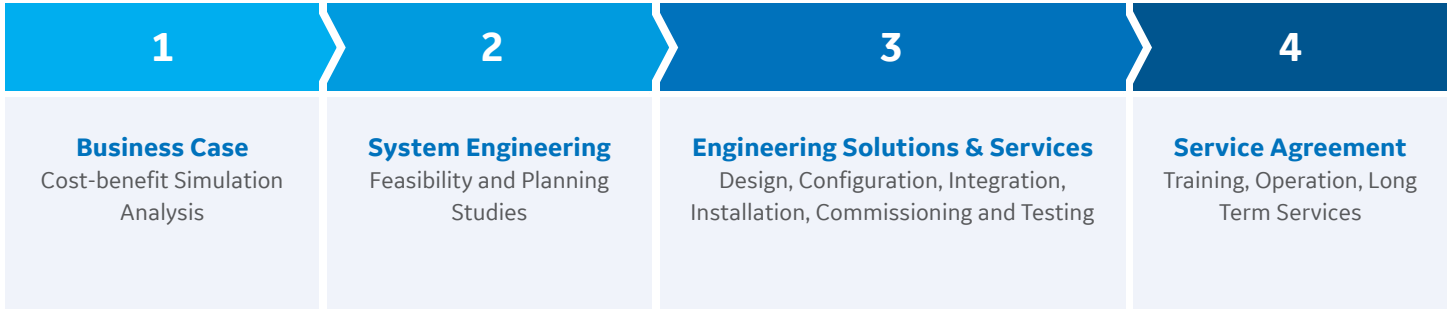 1
2
3
4
Business Case
Cost-benefit Simulation
Analysis
System Engineering
Feasibility and Planning
Studies
Engineering Solutions & Services
Design, Configuration, Integration,
Installation, Commissioning and Testing
Service Agreement
Training, Operation, Long
Term Services